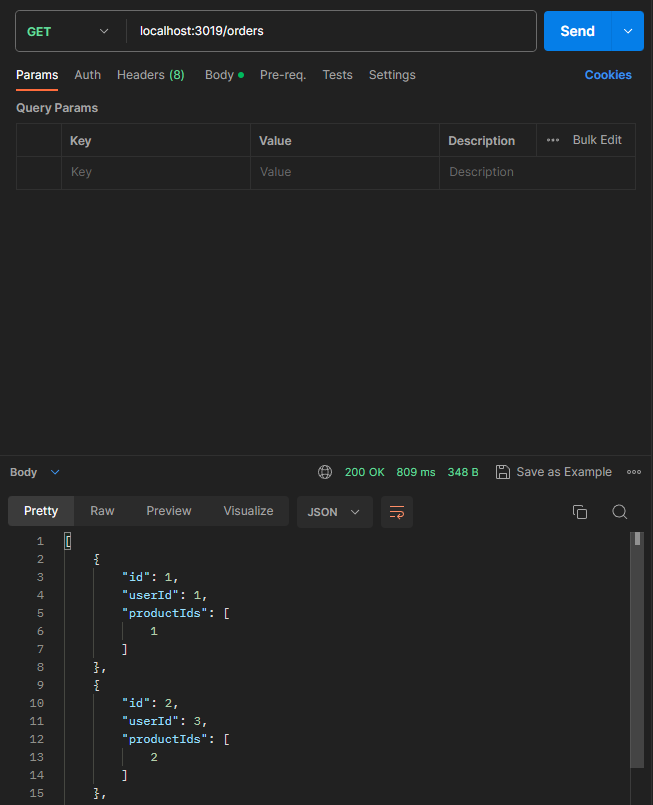 GET localhost:3019/orders Send
Params Auth Headers (8) Body Pre-req. Tests Settings Cookies
Query Params
Key Value Description ••• Bulk Edit
Key Value Description
Body 200 OK 809 ms 348 B Save as Example
Pretty Raw Preview Visualize JSON
1 [
2 {
3 "id": 1,
4 "userId": 1,
5 "productIds": [
6 1
7 ]
8 },
9 {
10 "id": 2,
11 "userId": 3,
12 "productIds": [
13 2
14 ]
15 },